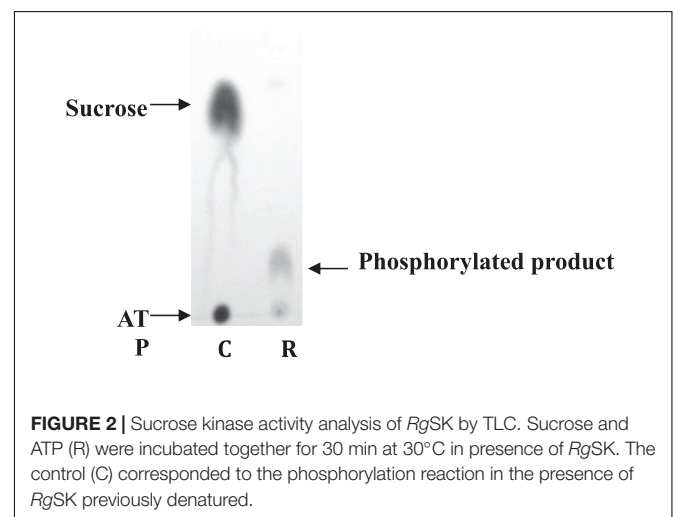 Sucrose
Phosphorylated product
AT
P
C
R
FIGURE 2 | Sucrose kinase activity analysis of RgSK by TLC. Sucrose and
ATP (R) were incubated together for 30 min at 30°C in presence of RgSK. The
control (C) corresponded to the phosphorylation reaction in the presence of
RgSK previously denatured.